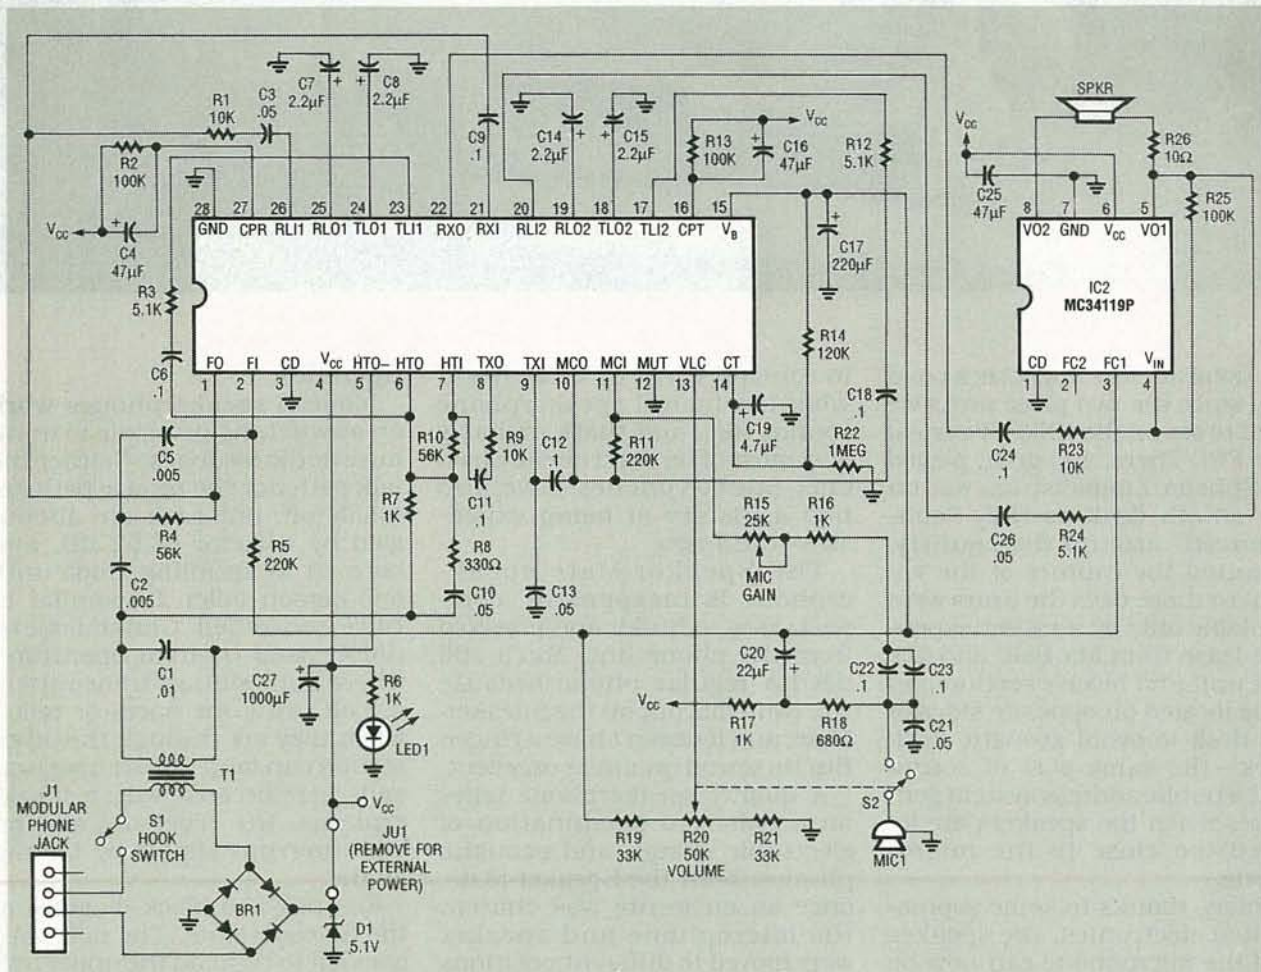 C7
2.2µF
C8
2.2µF
R1
10K
C3
.05
R2
100K
VCC
C4
47µF
C9
.1
C14
2.2µF
C15
2.2µF
R13
100K
C16
47µF
VCC
R12
5.1K
SPKR
VCC
R26
10Ω
C25
47µF
R25
100K
28 27 26 25 24 23 22 21 20 19 18 17 16 15
GND CPR RLI1 RLO1 TLO1 TLI1 RXO RXI RLI2 RLO2 TLO2 TLI2 CPT VB
8 7 6 5
VO2 GND VCC VO1
C17
220µF
R3
5.1K
IC2
MC34119P
R14
120K
FO FI CD VCC HTO– HTO HTI TXO TXI MCO MCI MUT VLC CT
1 2 3 4 5 6 7 8 9 10 11 12 13 14
CD FC2 FC1 VIN
1 2 3 4
C6
.1
C18
.1
C5
.005
R10
56K
R9
10K
C12
.1
R11
220K
C19
4.7µF
R22
1MEG
C24
.1
R23
10K
C11
.1
R7
1K
R4
56K
R5
220K
R8
330Ω
R15
25K
R16
1K
MIC
GAIN
C26
.05
R24
5.1K
C2
.005
C10
.05
C13
.05
C1
.01
C27
1000µF
R6
1K
LED1
C20
22µF
C22
.1
C23
.1
VCC
R17
1K
R18
680Ω
C21
.05
T1
J1
MODULAR
PHONE
JACK
S1
HOOK
SWITCH
VCC
JU1
(REMOVE FOR
EXTERNAL
POWER)
R19
33K
R20
50K
VOLUME
R21
33K
S2
MIC1
BR1
D1
5.1V